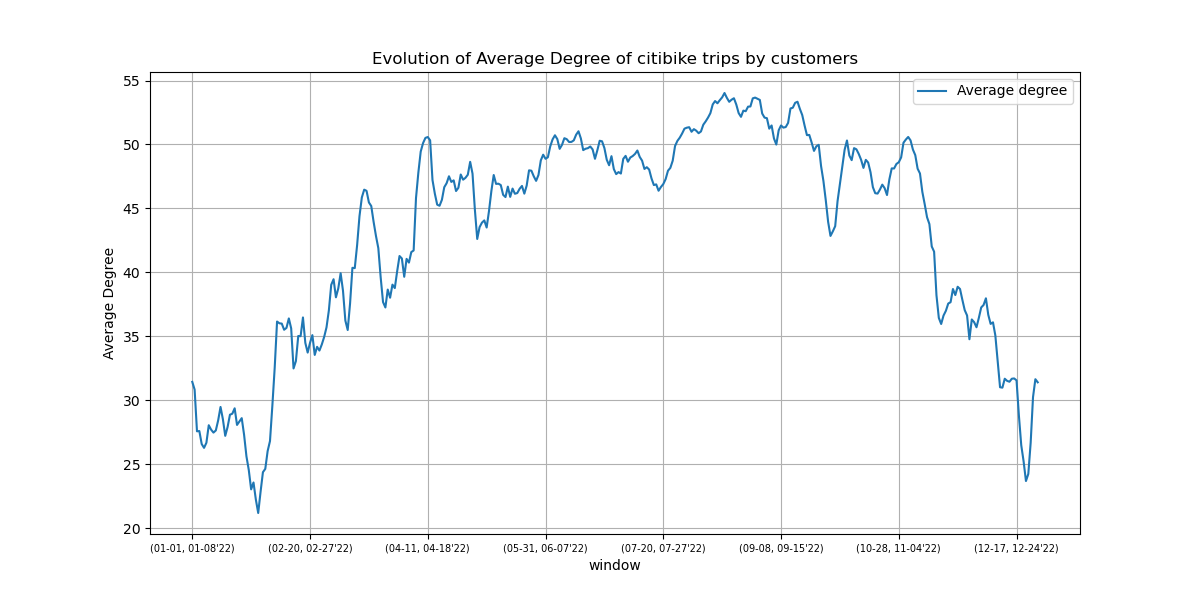 Evolution of Average Degree of citibike trips by customers
Average degree
Average Degree
55
50
45
40
35
30
25
20
(01-01, 01-08'22) (02-20, 02-27'22) (04-11, 04-18'22) (05-31, 06-07'22) (07-20, 07-27'22) (09-08, 09-15'22) (10-28, 11-04'22) (12-17, 12-24'22)
window